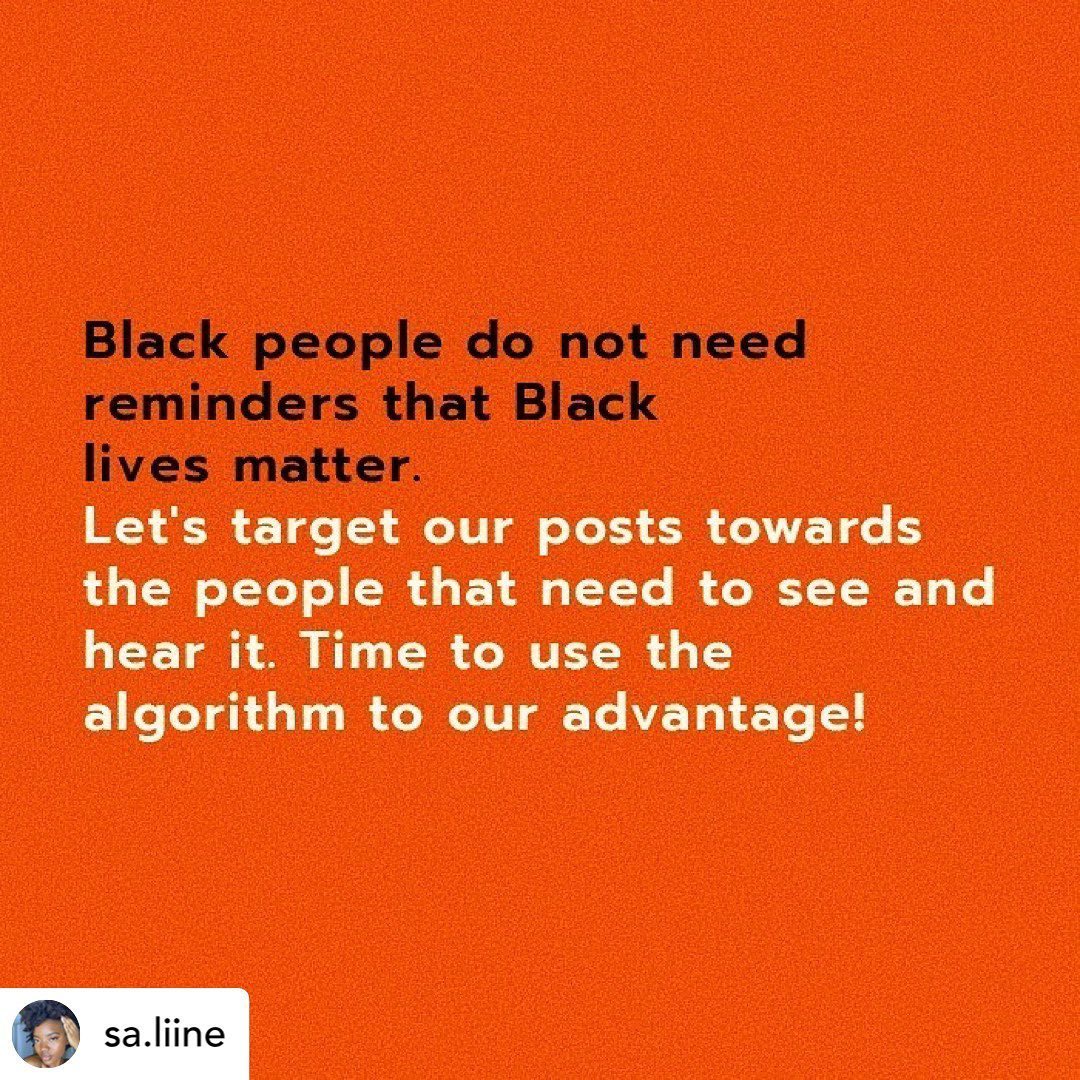 Black people do not need
reminders that Black
lives matter.
Let's target our posts towards
the people that need to see and
hear it. Time to use the
algorithm to our advantage!
sa.liine